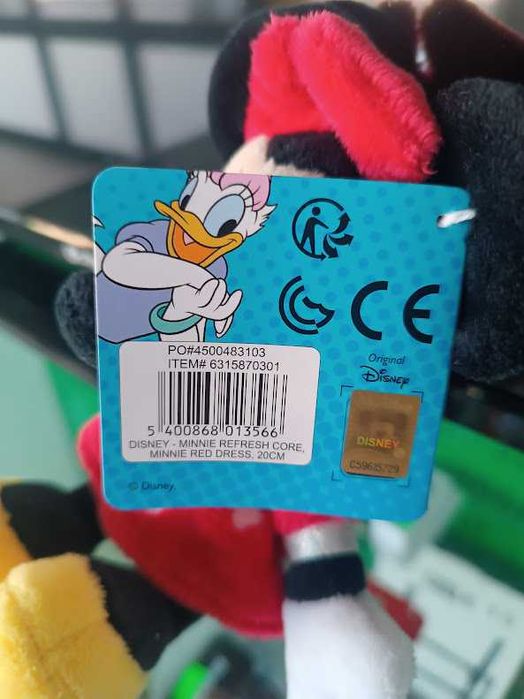 CE
Original
Disney
PO#4500483103
ITEM# 6315870301
5 400868 013566
DISNEY - MINNIE REFRESH CORE,
MINNIE RED DRESS, 20CM
DISNEY
© Disney.